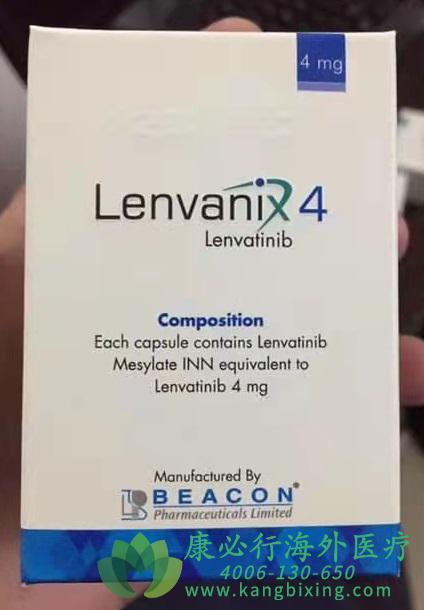 4 mg
Lenvanix 4
Lenvatinib
Composition
Each capsule contains Lenvatinib
Mesylate INN equivalent to
Lenvatinib 4 mg
Manufactured By
BEACON®
Pharmaceuticals Limited
康必行海外医疗
4006-130-650
www.kangbixing.com